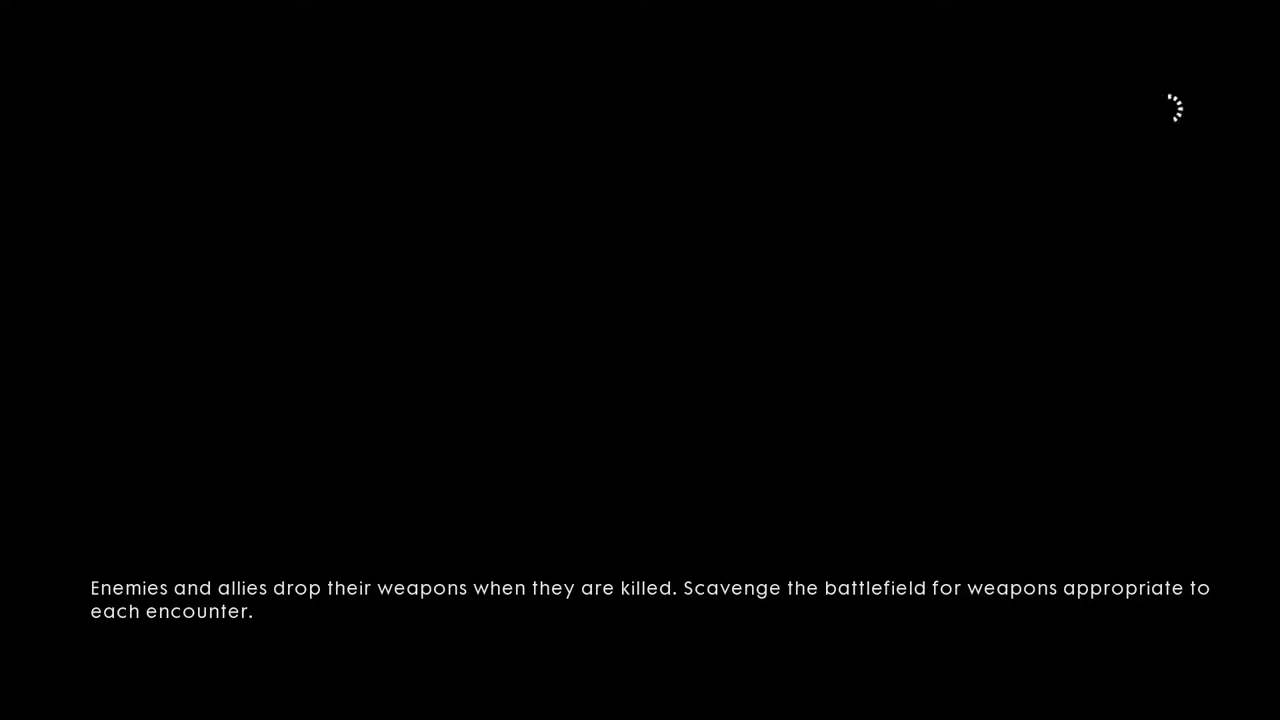 Enemies and allies drop their weapons when they are killed. Scavenge the battlefield for weapons appropriate to
each encounter.